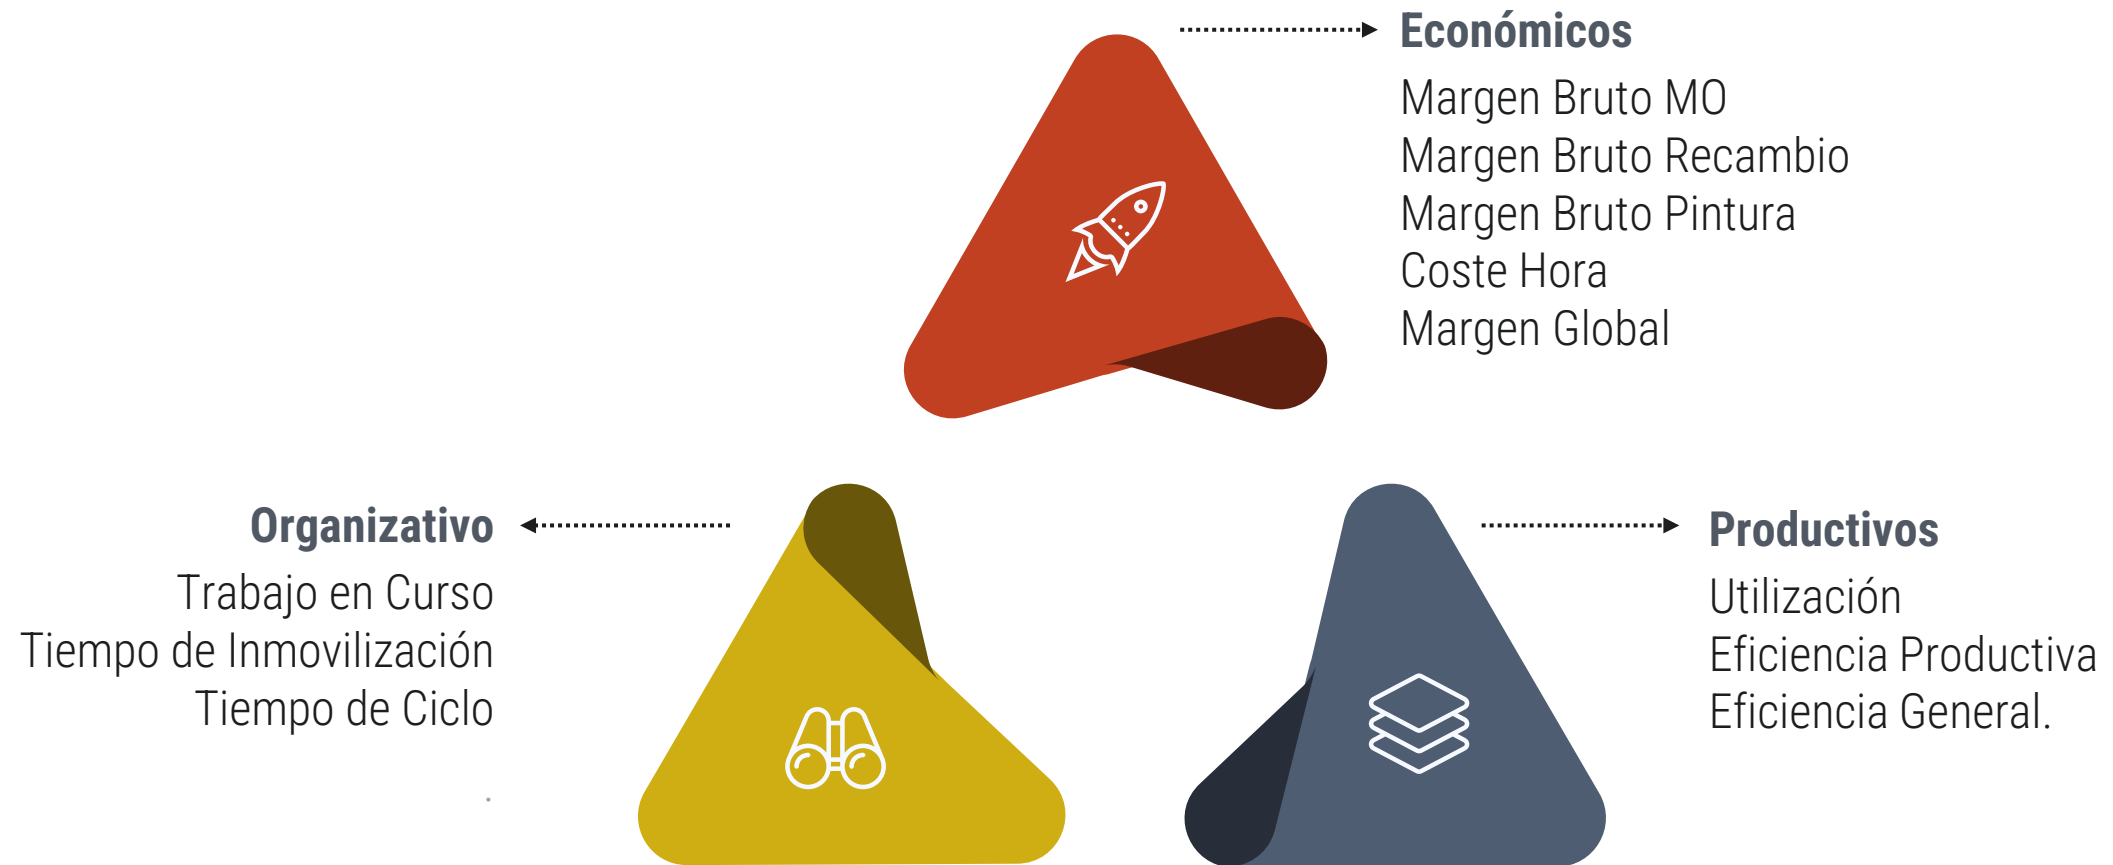 Económicos
Margen Bruto MO
Margen Bruto Recambio
Margen Bruto Pintura
Coste Hora
Margen Global
Organizativo
Trabajo en Curso
Tiempo de Inmovilización
Tiempo de Ciclo
.
Productivos
Utilización
Eficiencia Productiva
Eficiencia General.